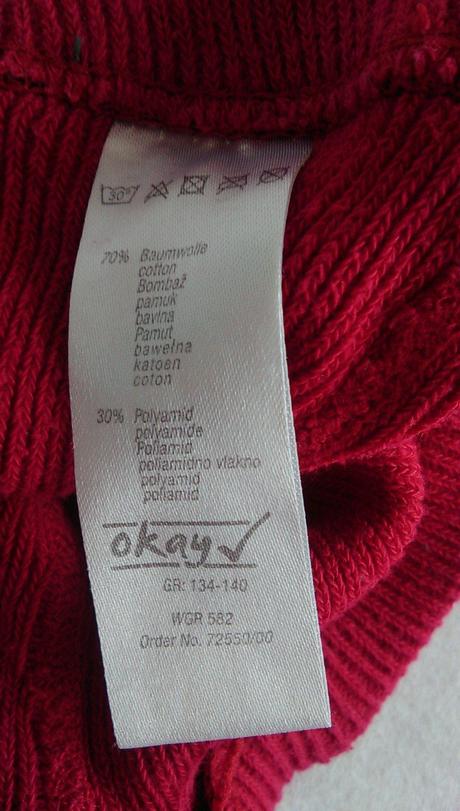 30°
70% Baumwolle
cotton
Bombaž
pamuk
bavlna
Pamut
bawełna
katoen
coton
30% Polyamid
polyamide
Poliamid
poliamidno vlakno
polyamid
poliamid
okay
GR: 134-140
WGR 582
Order No. 72550/00